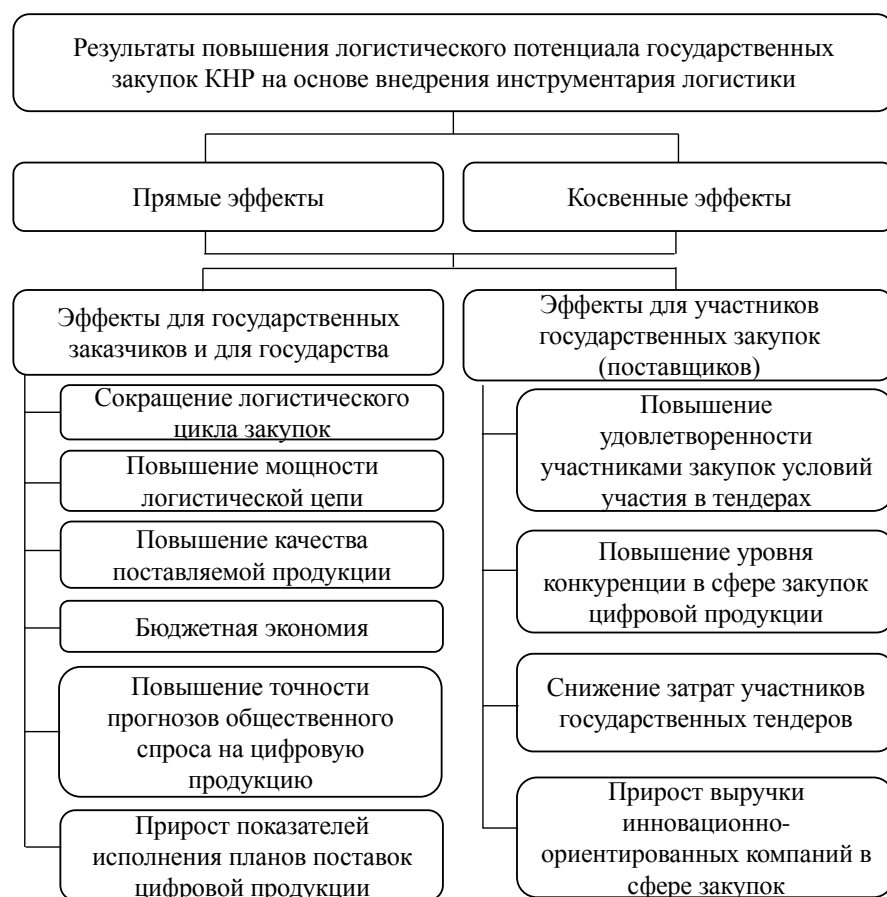 Результаты повышения логистического потенциала государственных
закупок КНР на основе внедрения инструментария логистики
Прямые эффекты
Косвенные эффекты
Эффекты для государственных
заказчиков и для государства
Сокращение логистического
цикла закупок
Повышение мощности
логистической цепи
Повышение качества
поставляемой продукции
Бюджетная экономия
Повышение точности
прогнозов общественного
спроса на цифровую
продукцию
Прирост показателей
исполнения планов поставок
цифровой продукции
Эффекты для участников
государственных закупок
(поставщиков)
Повышение
удовлетворенности
участниками закупок условий
участия в тендерах
Повышение уровня
конкуренции в сфере закупок
цифровой продукции
Снижение затрат участников
государственных тендеров
Прирост выручки
инновационно-
ориентированных компаний в
сфере закупок